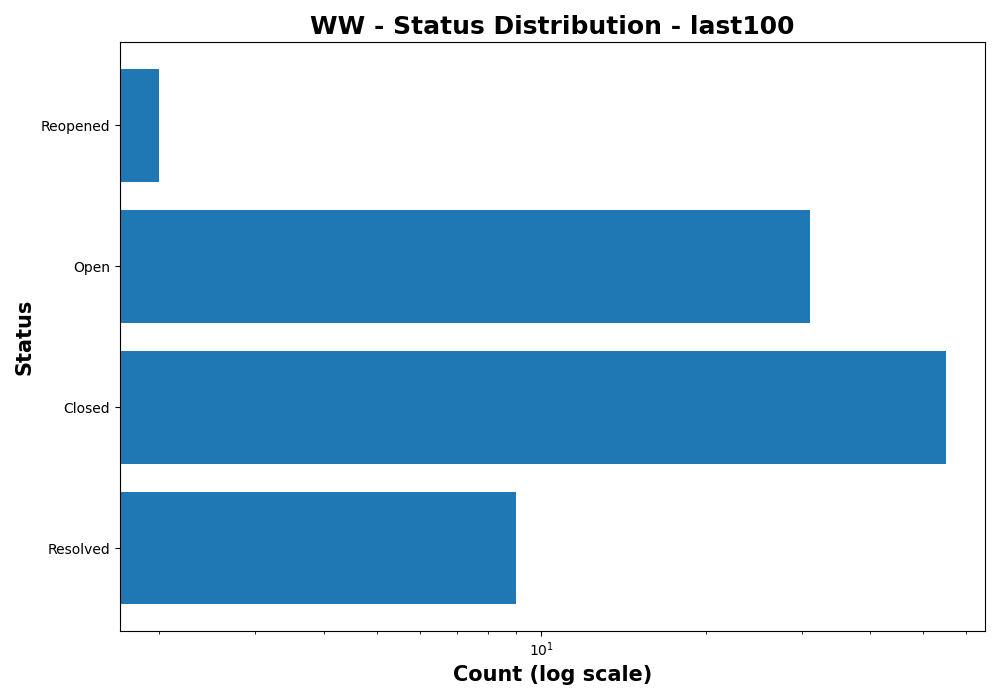 WW - Status Distribution - last100
Status
Reopened
Open
Closed
Resolved
10¹
Count (log scale)